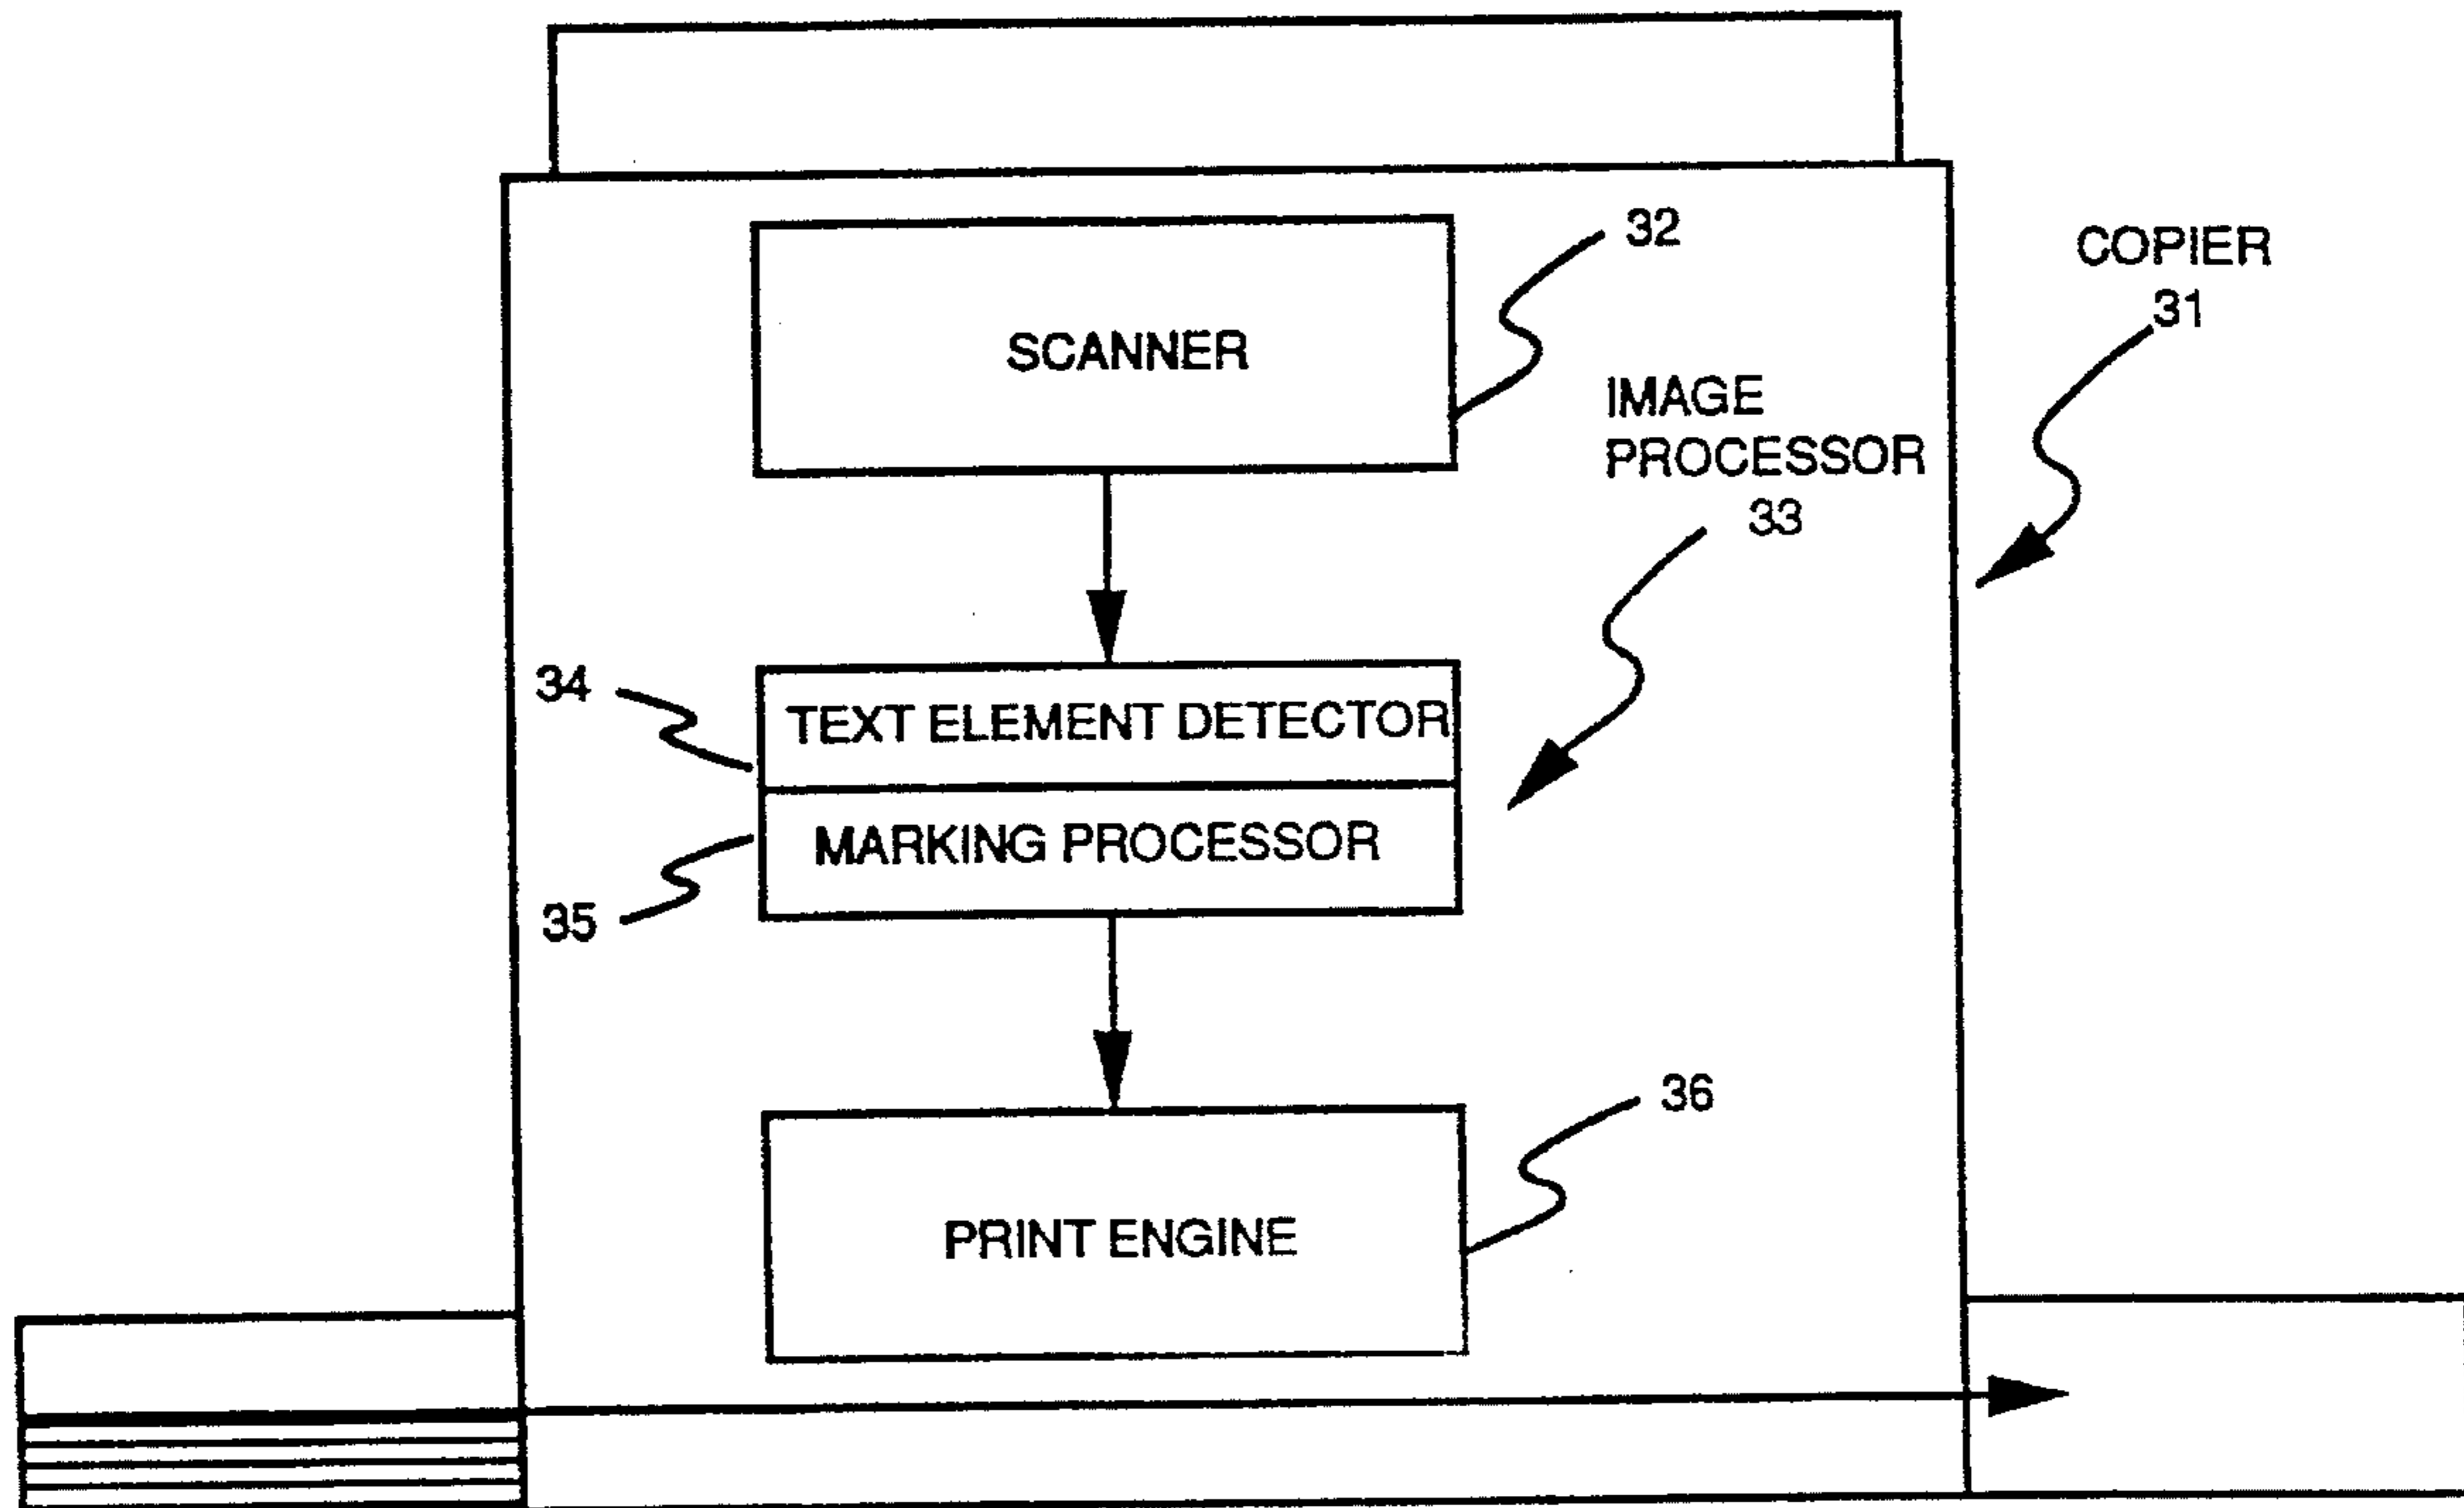 32
COPIER
31
SCANNER
IMAGE
PROCESSOR
33
34
TEXT ELEMENT DETECTOR
MARKING PROCESSOR
35
36
PRINT ENGINE